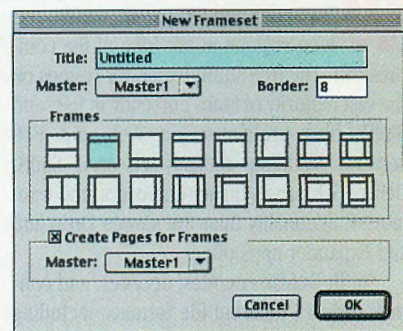 New Frameset
Title: Untitled
Master: Master1 Border: 8
Frames
Create Pages for Frames
Master: Master1
Cancel OK